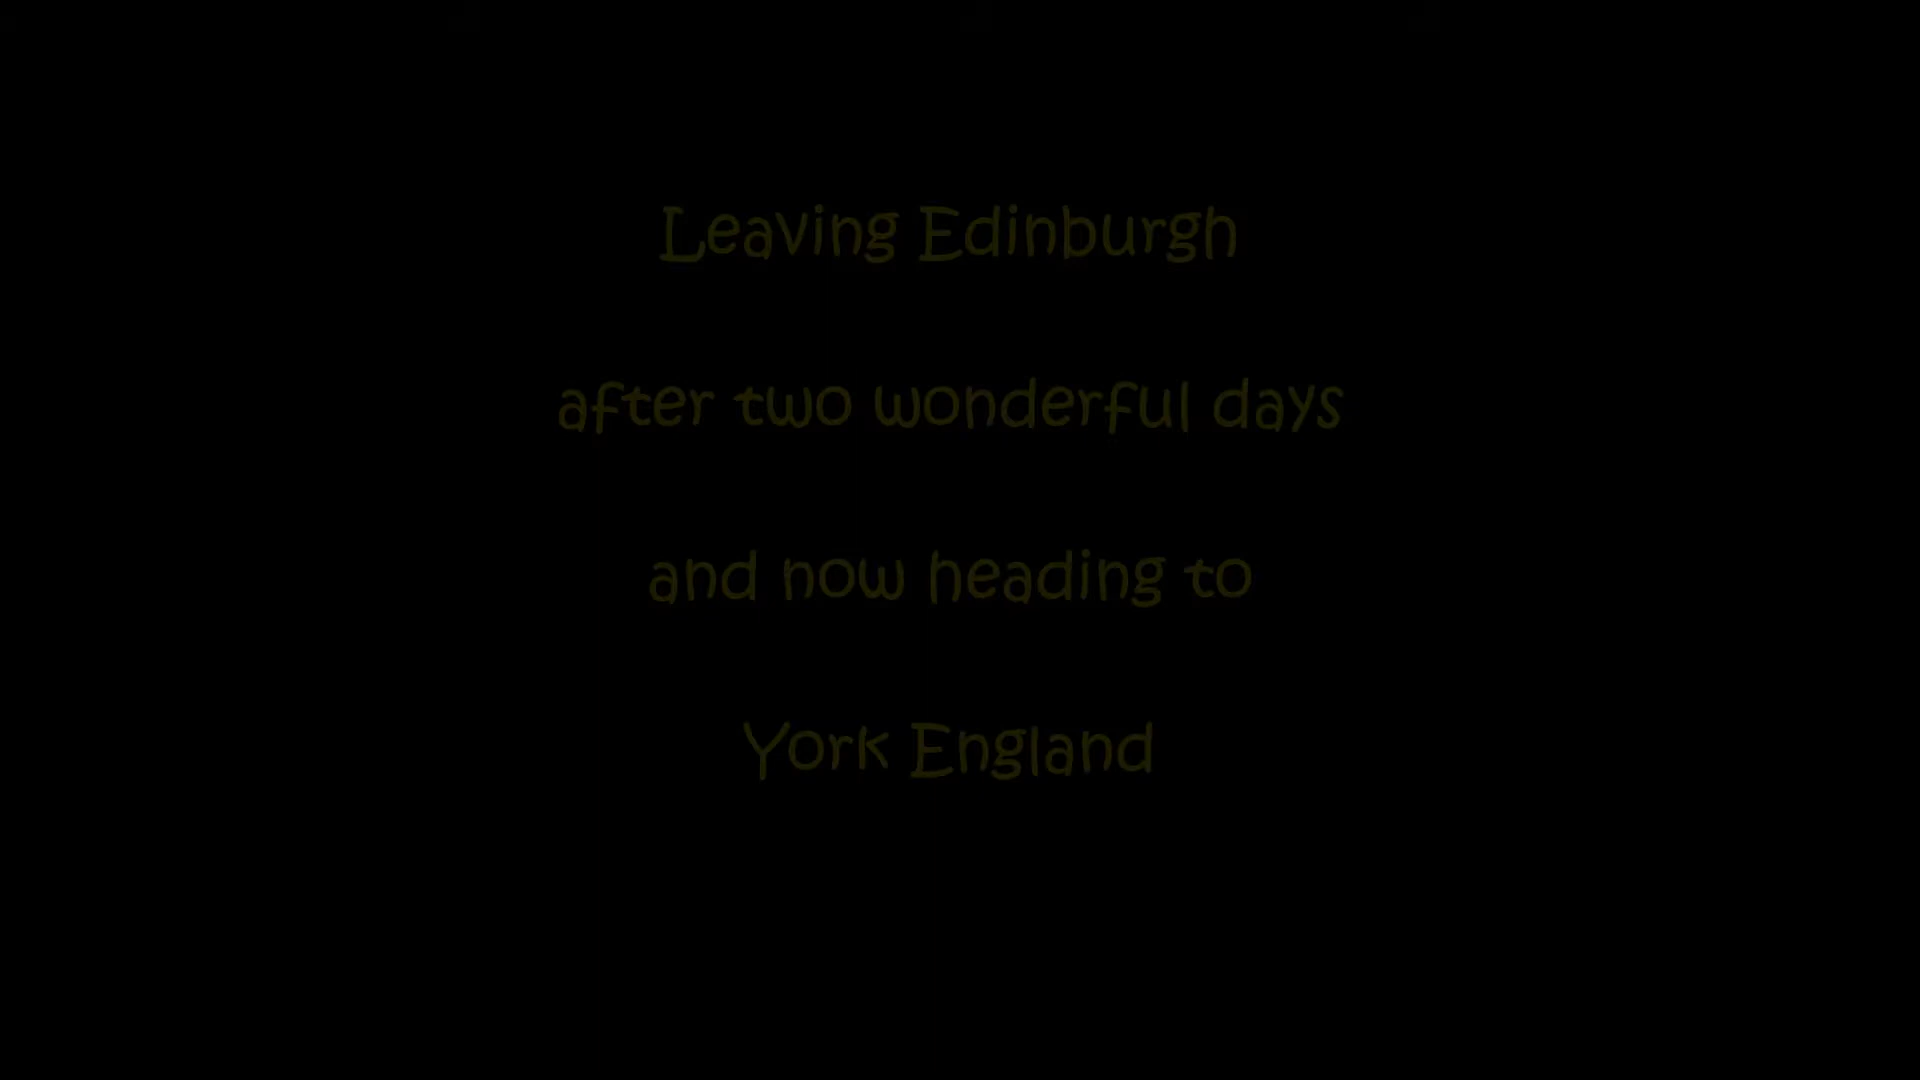 Leaving Edinburgh
after two wonderful days
and now heading to
York England